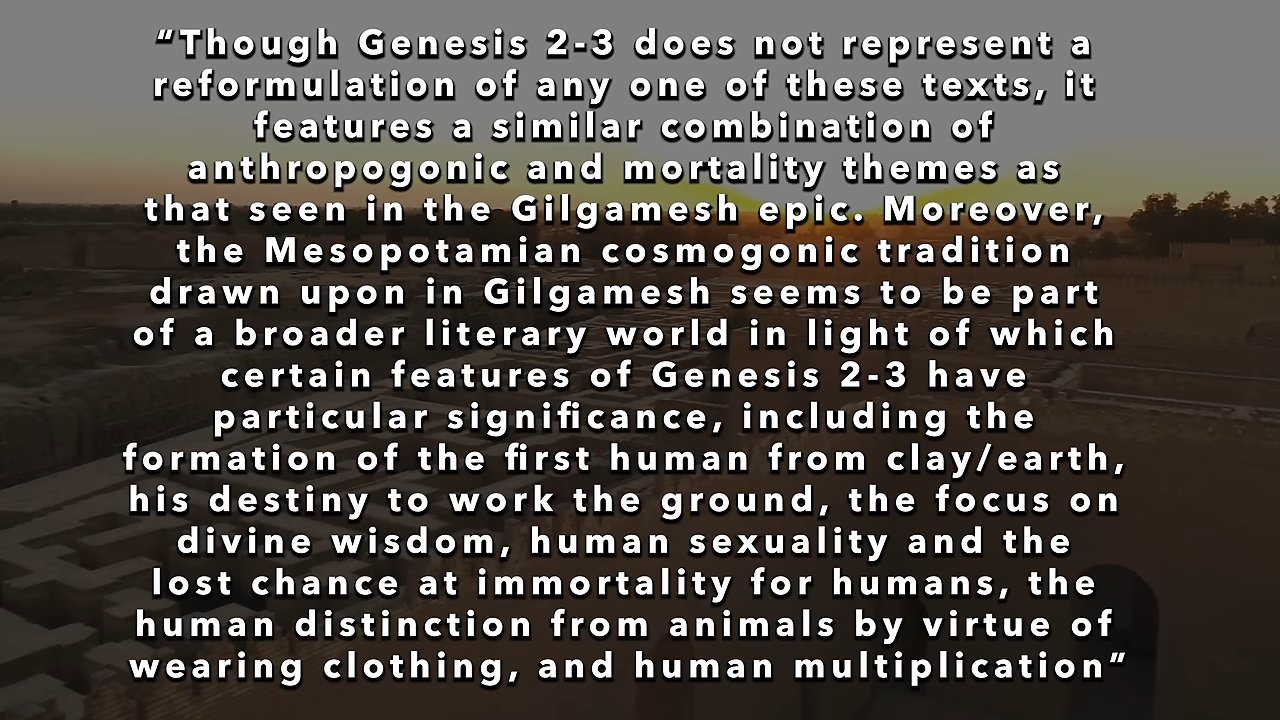 “Though Genesis 2-3 does not represent a
reformulation of any one of these texts, it
features a similar combination of
anthropogonic and mortality themes as
that seen in the Gilgamesh epic. Moreover,
the Mesopotamian cosmogonic tradition
drawn upon in Gilgamesh seems to be part
of a broader literary world in light of which
certain features of Genesis 2-3 have
particular significance, including the
formation of the first human from clay/earth,
his destiny to work the ground, the focus on
divine wisdom, human sexuality and the
lost chance at immortality for humans, the
human distinction from animals by virtue of
wearing clothing, and human multiplication”